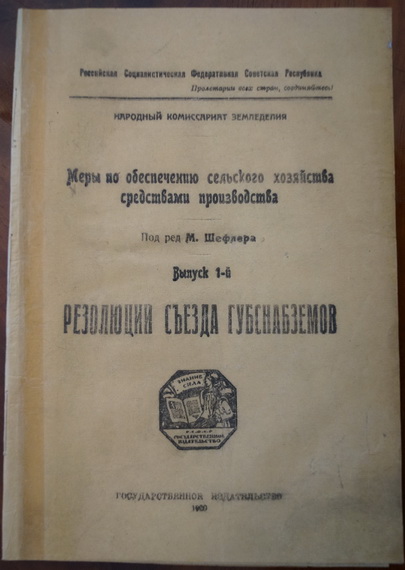 Российская Социалистическая Федеративная Советская Республика
Пролетарии всех стран, соединяйтесь!
НАРОДНЫЙ КОМИССАРИАТ ЗЕМЛЕДЕЛИЯ
Меры по обеспечению сельского хозяйства
средствами производства
Под ред М. Шефлера
Выпуск 1-й
РЕЗОЛЮЦИИ СЪЕЗДА ГУБСНАБЗЕМОВ
ЗНАНИЕ
СИЛА
Р.С.Ф.С.Р.
ГОСУДАРСТВЕННОЕ
ИЗДАТЕЛЬСТВО
ГОСУДАРСТВЕННОЕ ИЗДАТЕЛЬСТВО
1920